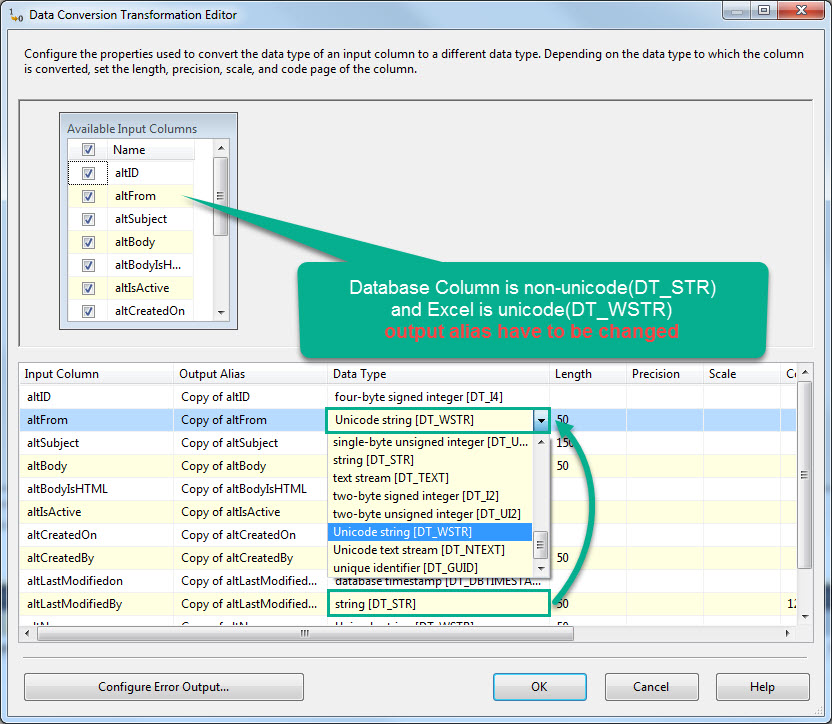 Data Conversion Transformation Editor
Configure the properties used to convert the data type of an input column to a different data type. Depending on the data type to which the column
is converted, set the length, precision, scale, and code page of the column.
Available Input Columns
Name
altID
altFrom
altSubject
altBody
altBodyIsH...
altIsActive
altCreatedOn
Database Column is non-unicode(DT_STR)
and Excel is unicode(DT_WSTR)
output alias have to be changed
Input Column Output Alias Data Type Length Precision Scale
altID Copy of altID four-byte signed integer [DT_I4]
altFrom Copy of altFrom Unicode string [DT_WSTR] 50
altSubject Copy of altSubject single-byte unsigned integer [DT_U... 150
altBody Copy of altBody string [DT_STR] 50
text stream [DT_TEXT]
altBodyIsHTML Copy of altBodyIsHTML two-byte signed integer [DT_I2]
altIsActive Copy of altIsActive two-byte unsigned integer [DT_UI2]
altCreatedOn Copy of altCreatedOn Unicode string [DT_WSTR]
altCreatedBy Copy of altCreatedBy Unicode text stream [DT_NTEXT] 50
unique identifier [DT_GUID]
altLastModifiedon Copy of altLastModified... database timestamp [DT_DBTIMESTA...
altLastModifiedBy Copy of altLastModified... string [DT_STR] 50 12
Configure Error Output... OK Cancel Help